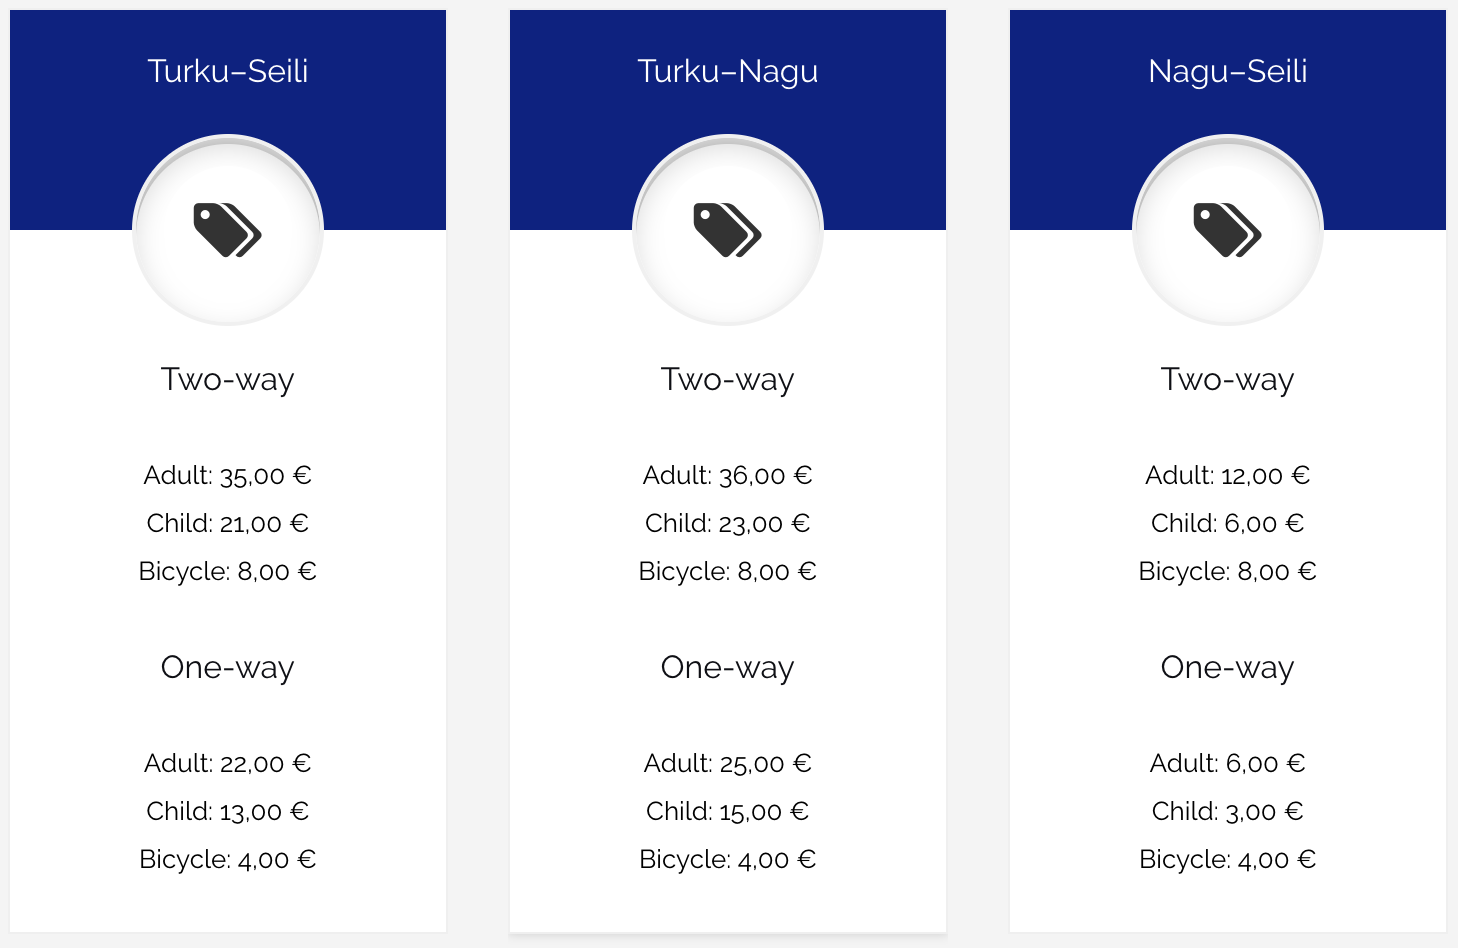 Turku–Seili
Two-way
Adult: 35,00 €
Child: 21,00 €
Bicycle: 8,00 €
One-way
Adult: 22,00 €
Child: 13,00 €
Bicycle: 4,00 €
Turku–Nagu
Two-way
Adult: 36,00 €
Child: 23,00 €
Bicycle: 8,00 €
One-way
Adult: 25,00 €
Child: 15,00 €
Bicycle: 4,00 €
Nagu–Seili
Two-way
Adult: 12,00 €
Child: 6,00 €
Bicycle: 8,00 €
One-way
Adult: 6,00 €
Child: 3,00 €
Bicycle: 4,00 €